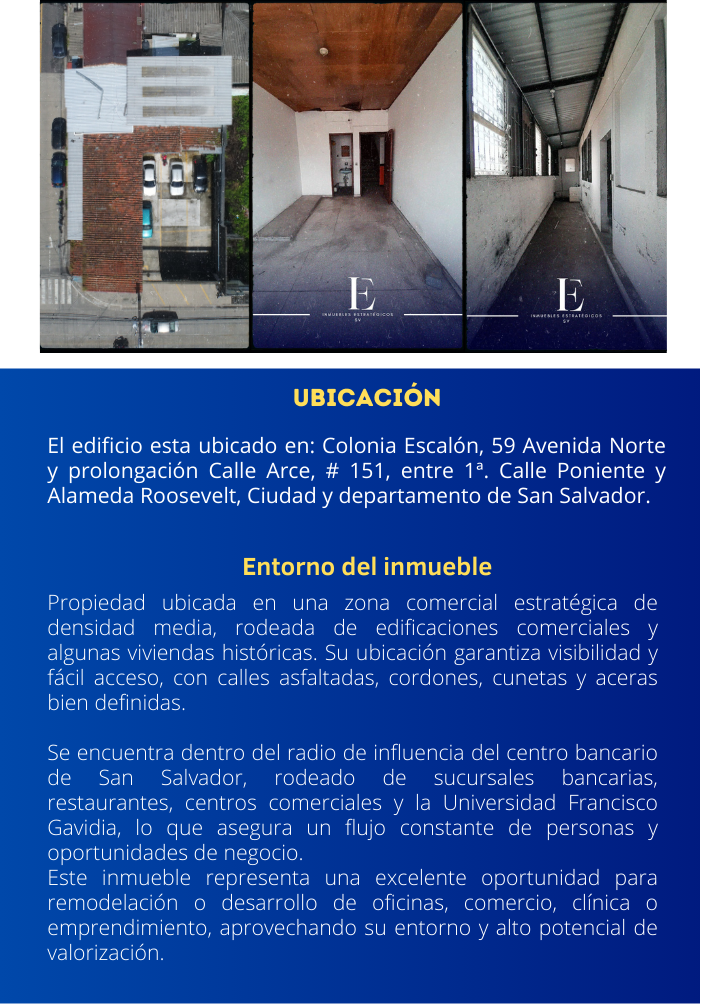 E
INMUEBLES ESTRATÉGICOS
SV
E
INMUEBLES ESTRATÉGICOS
SV
UBICACIÓN
El edificio esta ubicado en: Colonia Escalón, 59 Avenida Norte
y prolongación Calle Arce, # 151, entre 1ª. Calle Poniente y
Alameda Roosevelt, Ciudad y departamento de San Salvador.
Entorno del inmueble
Propiedad ubicada en una zona comercial estratégica de
densidad media, rodeada de edificaciones comerciales y
algunas viviendas históricas. Su ubicación garantiza visibilidad y
fácil acceso, con calles asfaltadas, cordones, cunetas y aceras
bien definidas.
Se encuentra dentro del radio de influencia del centro bancario
de San Salvador, rodeado de sucursales bancarias,
restaurantes, centros comerciales y la Universidad Francisco
Gavidia, lo que asegura un flujo constante de personas y
oportunidades de negocio.
Este inmueble representa una excelente oportunidad para
remodelación o desarrollo de oficinas, comercio, clínica o
emprendimiento, aprovechando su entorno y alto potencial de
valorización.